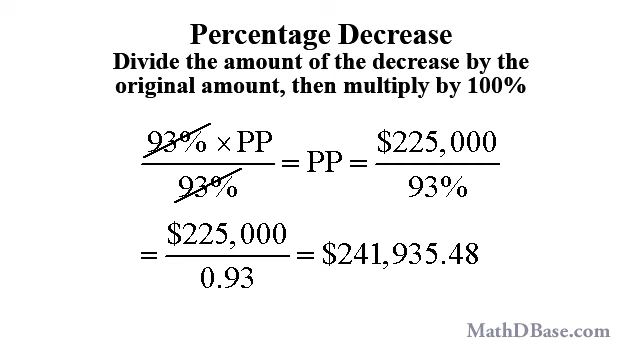 Percentage Decrease
Divide the amount of the decrease by the
original amount, then multiply by 100%
93% × PP / 93% = PP = $225,000 / 93%
= $225,000 / 0.93 = $241,935.48
MathDBase.com